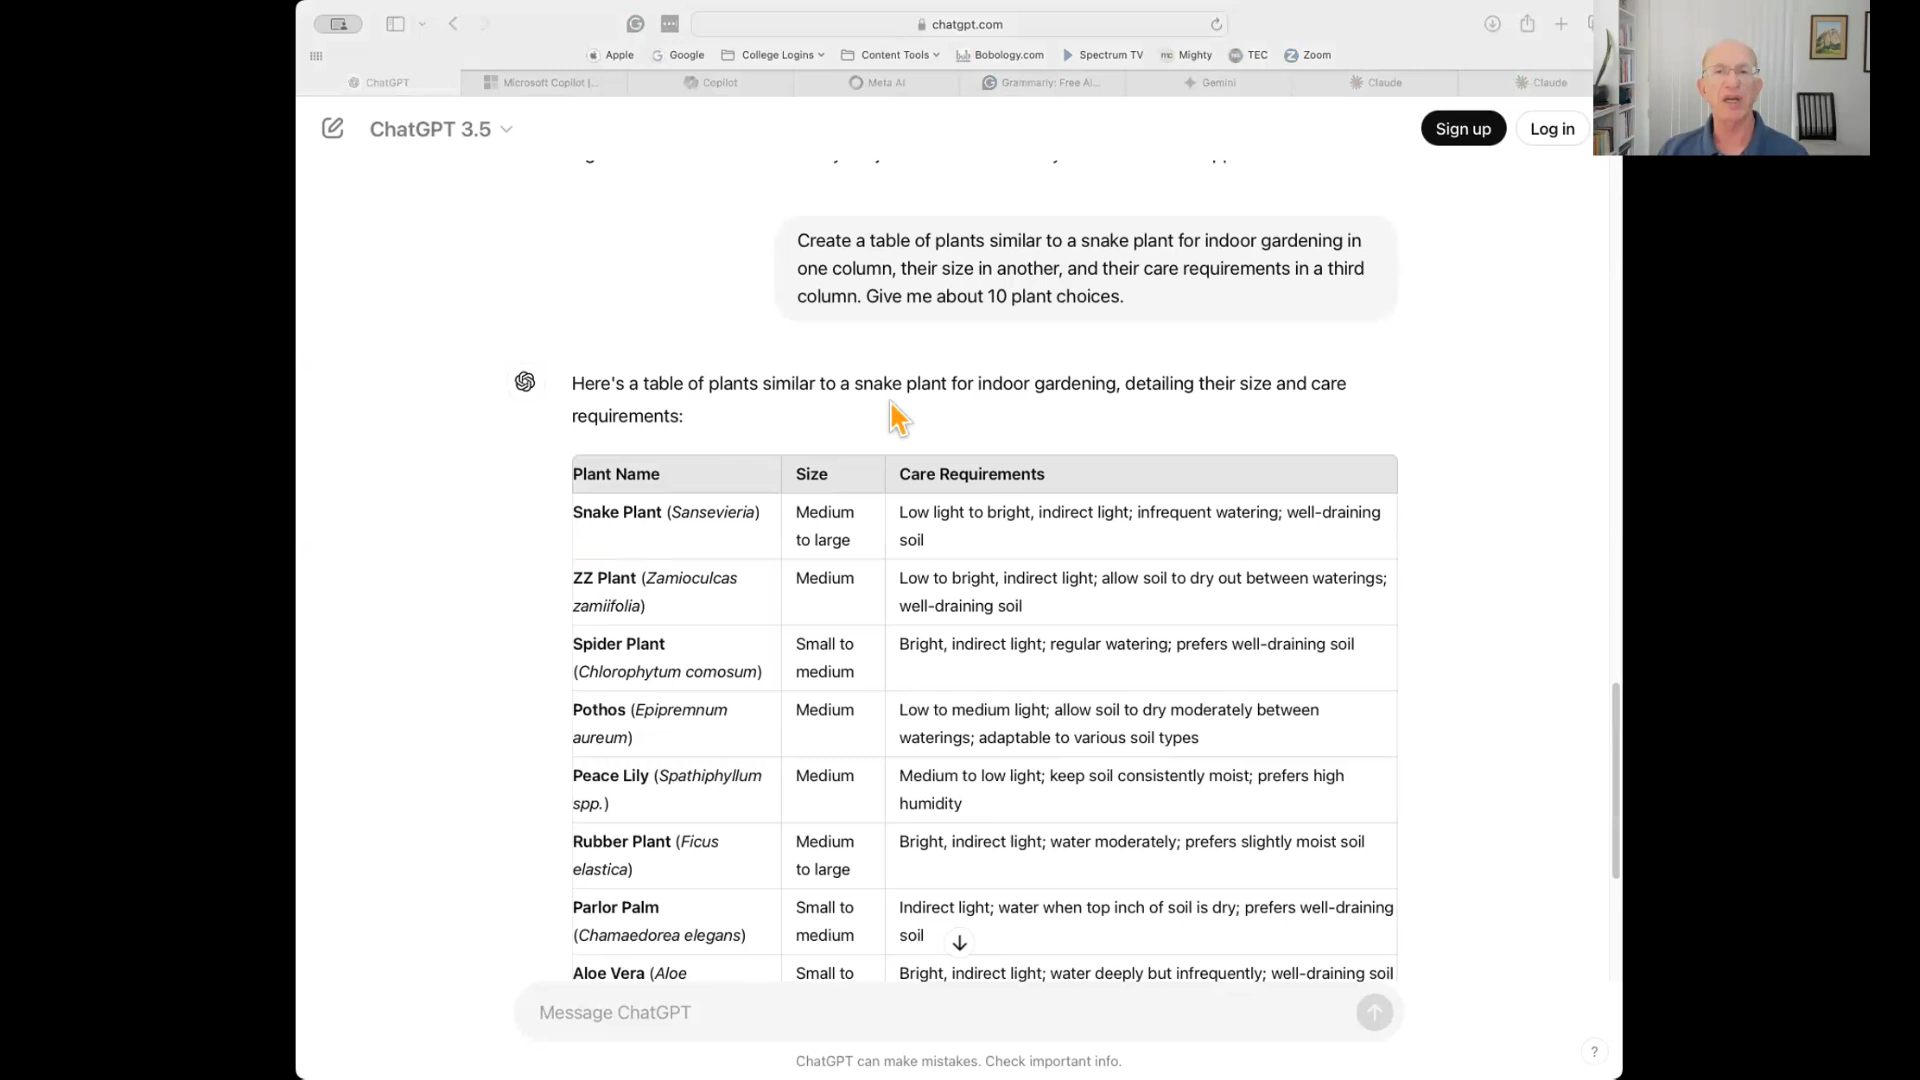 chatgpt.com
Apple
Google
College Logins
Content Tools
Bobology.com
Spectrum TV
Mighty
TEC
Zoom
ChatGPT
Microsoft Copilot |...
Copilot
Meta AI
Grammarly: Free AI...
Gemini
Claude
Claude
ChatGPT 3.5
Sign up
Log in
Create a table of plants similar to a snake plant for indoor gardening in
one column, their size in another, and their care requirements in a third
column. Give me about 10 plant choices.
Here's a table of plants similar to a snake plant for indoor gardening, detailing their size and care
requirements:
Plant Name Size Care Requirements
Snake Plant (Sansevieria) Medium Low light to bright, indirect light; infrequent watering; well-draining
to large soil
ZZ Plant (Zamioculcas Medium Low to bright, indirect light; allow soil to dry out between waterings;
zamiifolia) well-draining soil
Spider Plant Small to Bright, indirect light; regular watering; prefers well-draining soil
(Chlorophytum comosum) medium
Pothos (Epipremnum Medium Low to medium light; allow soil to dry moderately between
aureum) waterings; adaptable to various soil types
Peace Lily (Spathiphyllum Medium Medium to low light; keep soil consistently moist; prefers high
spp.) humidity
Rubber Plant (Ficus Medium Bright, indirect light; water moderately; prefers slightly moist soil
elastica) to large
Parlor Palm Small to Indirect light; water when top inch of soil is dry; prefers well-draining
(Chamaedorea elegans) medium soil
Aloe Vera (Aloe Small to Bright, indirect light; water deeply but infrequently; well-draining soil
Message ChatGPT
ChatGPT can make mistakes. Check important info.
?